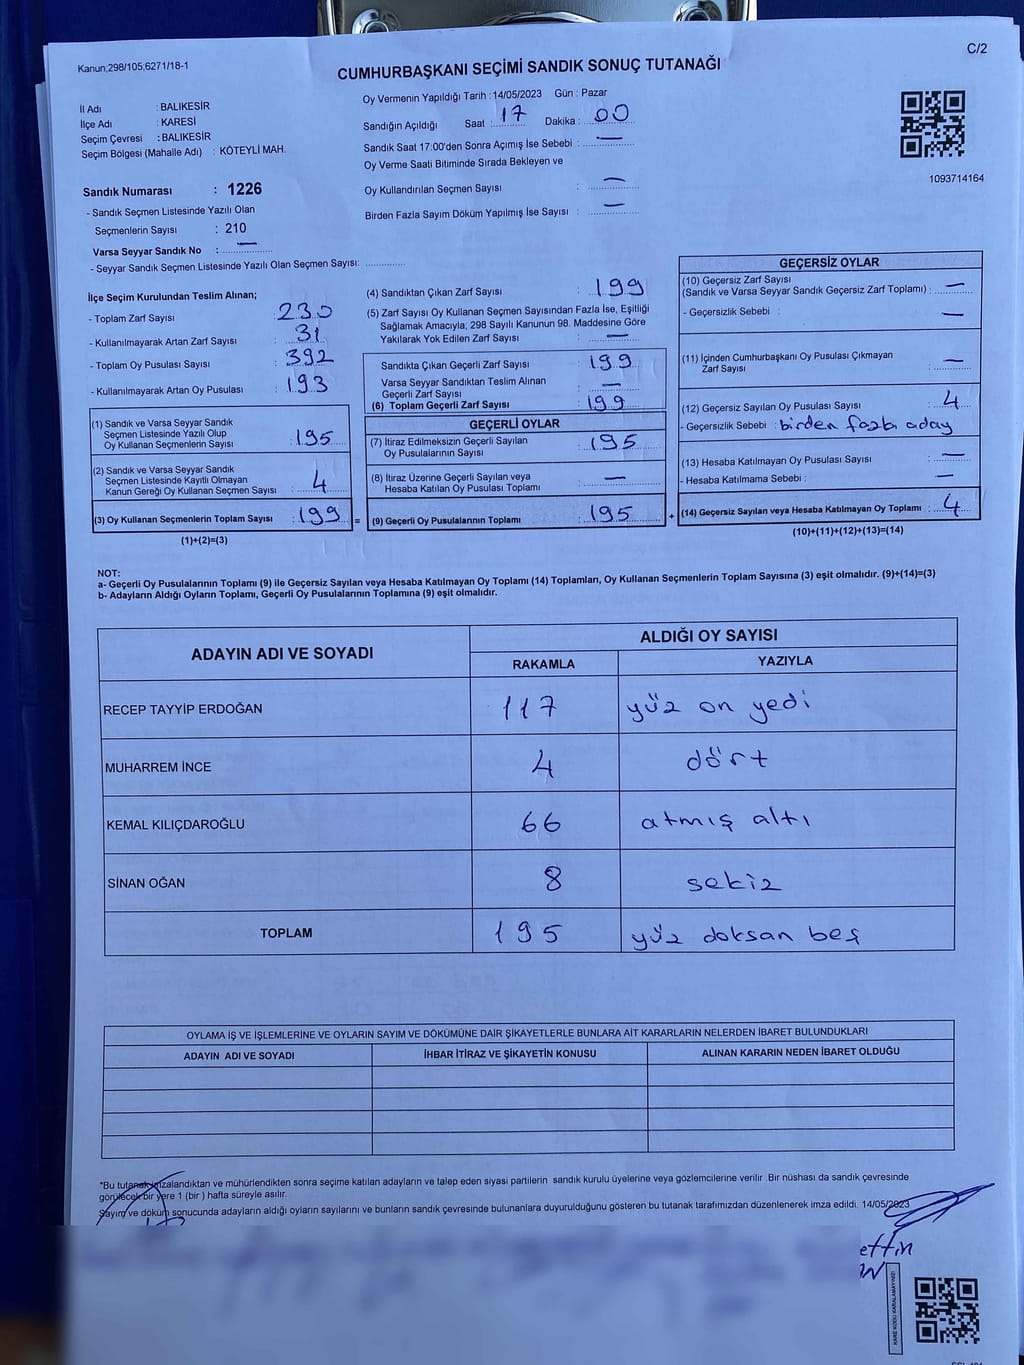 Kanun;298/105;6271/18-1
C/2
CUMHURBAŞKANI SEÇİMİ SANDIK SONUÇ TUTANAĞI
İl Adı : BALIKESİR
İlçe Adı : KARESİ
Seçim Çevresi : BALIKESİR
Seçim Bölgesi (Mahalle Adı) : KÖTEYLİ MAH.
Oy Vermenin Yapıldığı Tarih : 14/05/2023 Gün : Pazar
Sandığın Açıldığı Saat : 17 Dakika : 00
Sandık Saat 17:00'den Sonra Açımış İse Sebebi : —
Oy Verme Saati Bitiminde Sırada Bekleyen ve
Oy Kullandırılan Seçmen Sayısı : —
Birden Fazla Sayım Döküm Yapılmış İse Sayısı : —
1093714164
Sandık Numarası : 1226
- Sandık Seçmen Listesinde Yazılı Olan
Seçmenlerin Sayısı : 210
Varsa Seyyar Sandık No : —
- Seyyar Sandık Seçmen Listesinde Yazılı Olan Seçmen Sayısı: ............
İlçe Seçim Kurulundan Teslim Alınan;
- Toplam Zarf Sayısı : 230
- Kullanılmayarak Artan Zarf Sayısı : 31
- Toplam Oy Pusulası Sayısı : 392
- Kullanılmayarak Artan Oy Pusulası : 193
(1) Sandık ve Varsa Seyyar Sandık
Seçmen Listesinde Yazılı Olup
Oy Kullanan Seçmenlerin Sayısı : 195
(2) Sandık ve Varsa Seyyar Sandık
Seçmen Listesinde Kayıtlı Olmayan
Kanun Gereği Oy Kullanan Seçmen Sayısı : 4
(3) Oy Kullanan Seçmenlerin Toplam Sayısı : 199 =
(1)+(2)=(3)
(4) Sandıktan Çıkan Zarf Sayısı : 199
(5) Zarf Sayısı Oy Kullanan Seçmen Sayısından Fazla İse, Eşitliği
Sağlamak Amacıyla; 298 Sayılı Kanunun 98. Maddesine Göre
Yakılarak Yok Edilen Zarf Sayısı : —
Sandıkta Çıkan Geçerli Zarf Sayısı : 199
Varsa Seyyar Sandıktan Teslim Alınan
Geçerli Zarf Sayısı : —
(6) Toplam Geçerli Zarf Sayısı : 199
GEÇERLİ OYLAR
(7) İtiraz Edilmeksizin Geçerli Sayılan
Oy Pusulalarının Sayısı : 195
(8) İtiraz Üzerine Geçerli Sayılan veya
Hesaba Katılan Oy Pusulası Toplamı : —
(9) Geçerli Oy Pusulalarının Toplamı : 195 +
GEÇERSİZ OYLAR
(10) Geçersiz Zarf Sayısı
(Sandık ve Varsa Seyyar Sandık Geçersiz Zarf Toplamı) : —
- Geçersizlik Sebebi : —
(11) İçinden Cumhurbaşkanı Oy Pusulası Çıkmayan
Zarf Sayısı : —
(12) Geçersiz Sayılan Oy Pusulası Sayısı : 4
- Geçersizlik Sebebi : birden fazla aday
(13) Hesaba Katılmayan Oy Pusulası Sayısı : —
- Hesaba Katılmama Sebebi : —
(14) Geçersiz Sayılan veya Hesaba Katılmayan Oy Toplamı : 4
(10)+(11)+(12)+(13)=(14)
NOT:
a- Geçerli Oy Pusulalarının Toplamı (9) ile Geçersiz Sayılan veya Hesaba Katılmayan Oy Toplamı (14) Toplamları, Oy Kullanan Seçmenlerin Toplam Sayısına (3) eşit olmalıdır. (9)+(14)=(3)
b- Adayların Aldığı Oyların Toplamı, Geçerli Oy Pusulalarının Toplamına (9) eşit olmalıdır.
ADAYIN ADI VE SOYADI ALDIĞI OY SAYISI
RAKAMLA YAZIYLA
RECEP TAYYİP ERDOĞAN 117 yüz on yedi
MUHARREM İNCE 4 dört
KEMAL KILIÇDAROĞLU 66 atmış altı
SİNAN OĞAN 8 sekiz
TOPLAM 195 yüz doksan beş
OYLAMA İŞ VE İŞLEMLERİNE VE OYLARIN SAYIM VE DÖKÜMÜNE DAİR ŞİKAYETLERLE BUNLARA AİT KARARLARIN NELERDEN İBARET BULUNDUKLARI
ADAYIN ADI VE SOYADI İHBAR İTİRAZ VE ŞİKAYETİN KONUSU ALINAN KARARIN NEDEN İBARET OLDUĞU
*Bu tutanak imzalandıktan ve mühürlendikten sonra seçime katılan adayların ve talep eden siyasi partilerin sandık kurulu üyelerine veya gözlemcilerine verilir. Bir nüshası da sandık çevresinde
görülecek bir yere 1 (bir ) hafta süreyle asılır.
Sayım ve döküm sonucunda adayların aldığı oyların sayılarını ve bunların sandık çevresinde bulunanlara duyurulduğunu gösteren bu tutanak tarafımızdan düzenlenerek imza edildi. 14/05/2023
ettin